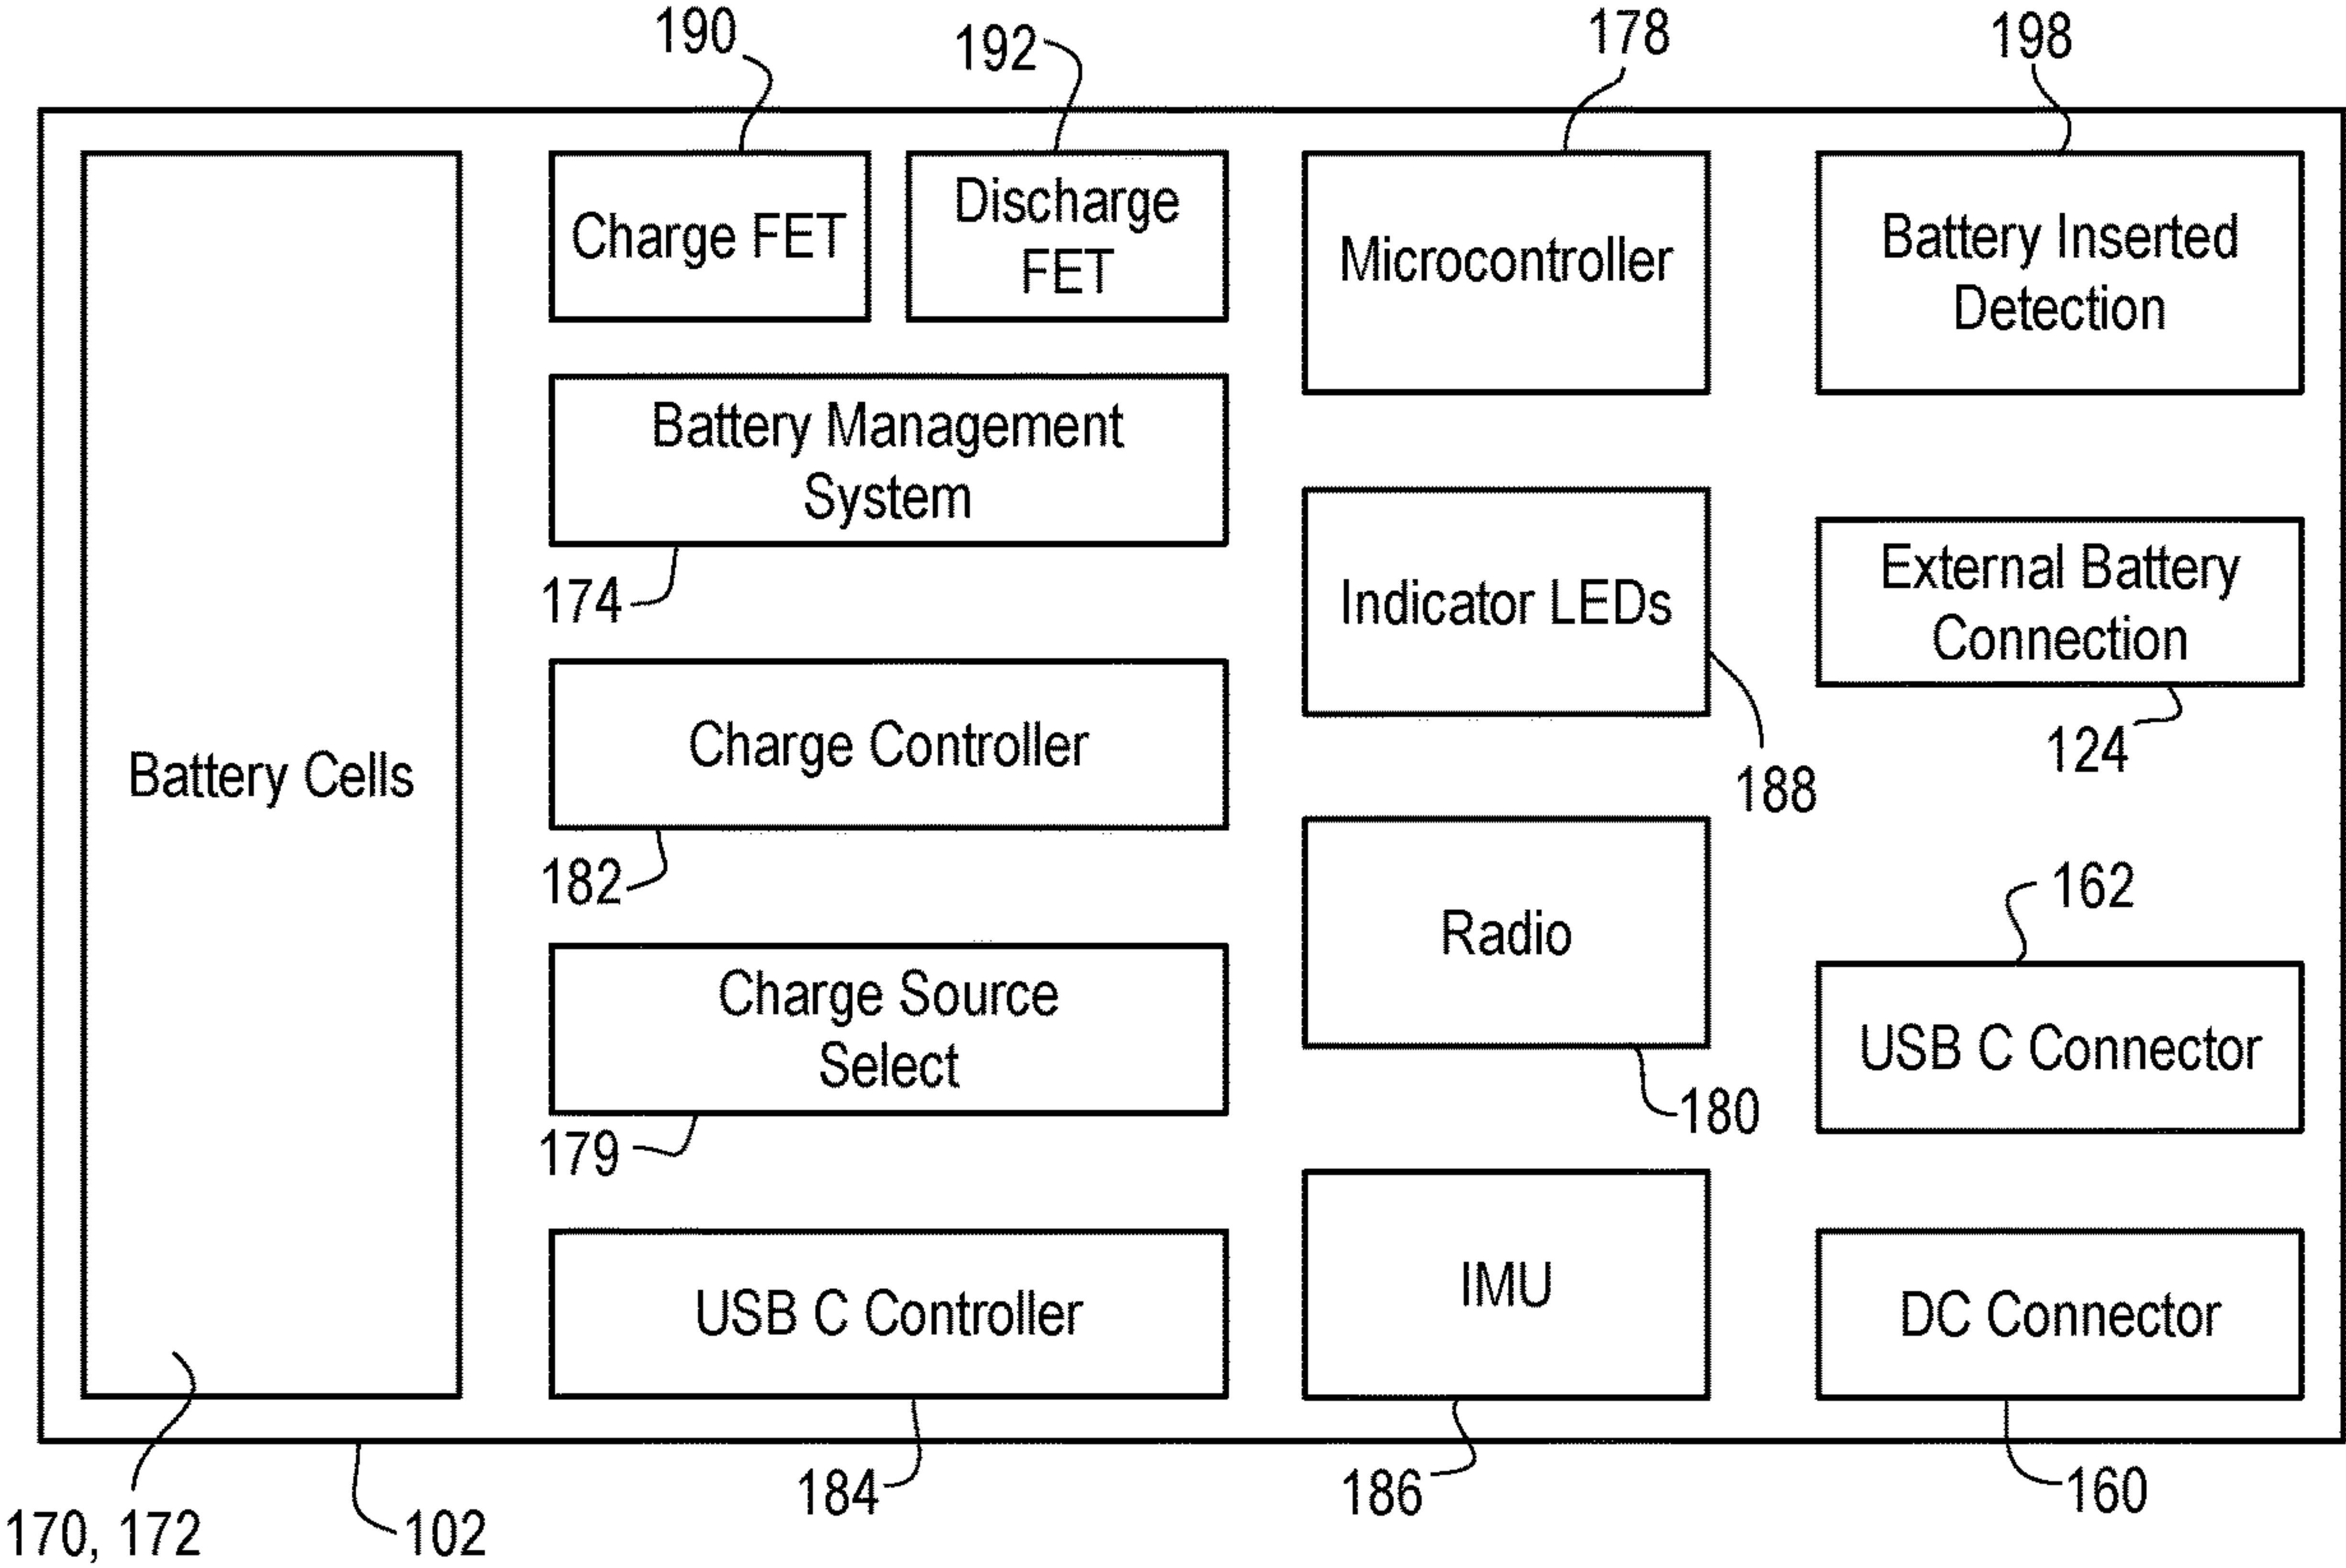 190
192
178
198
Charge FET
Discharge
FET
Microcontroller
Battery Inserted
Detection
Battery Management
System
174
Indicator LEDs
188
External Battery
Connection
124
Battery Cells
Charge Controller
182
Radio
180
162
USB C Connector
Charge Source
Select
179
USB C Controller
184
IMU
186
DC Connector
160
170, 172
102